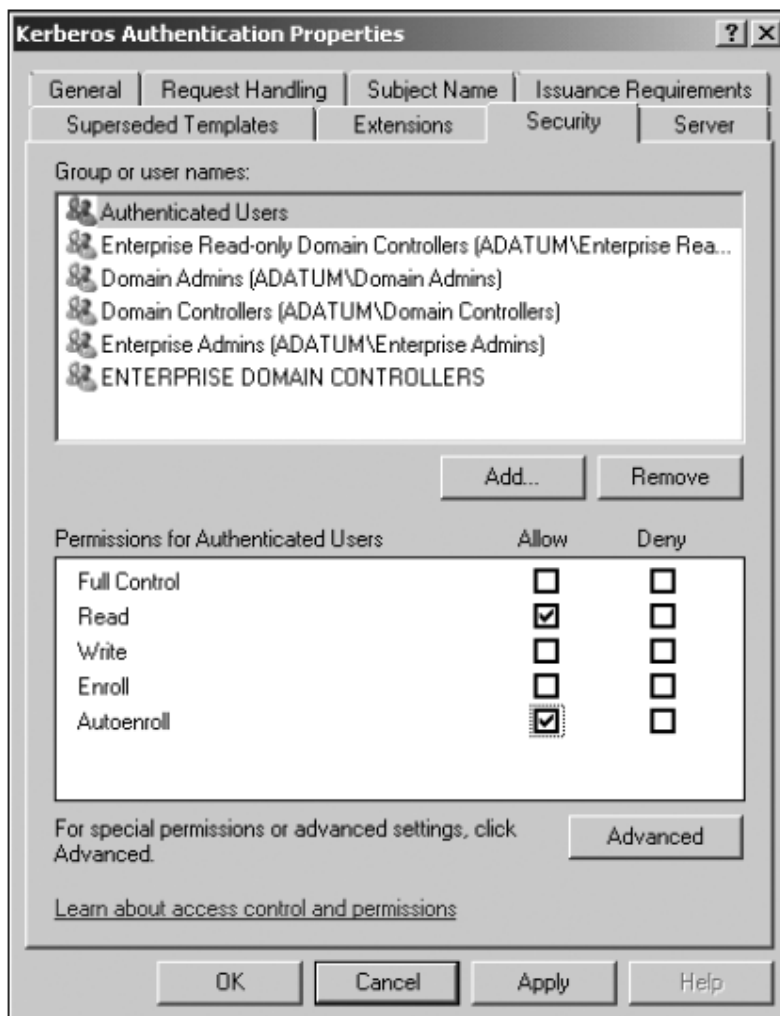 Kerberos Authentication Properties
General Request Handling Subject Name Issuance Requirements
Superseded Templates Extensions Security Server
Group or user names:
Authenticated Users
Enterprise Read-only Domain Controllers (ADATUM\Enterprise Rea...
Domain Admins (ADATUM\Domain Admins)
Domain Controllers (ADATUM\Domain Controllers)
Enterprise Admins (ADATUM\Enterprise Admins)
ENTERPRISE DOMAIN CONTROLLERS
Add... Remove
Permissions for Authenticated Users Allow Deny
Full Control
Read
Write
Enroll
Autoenroll
For special permissions or advanced settings, click
Advanced.
Advanced
Learn about access control and permissions
OK Cancel Apply Help